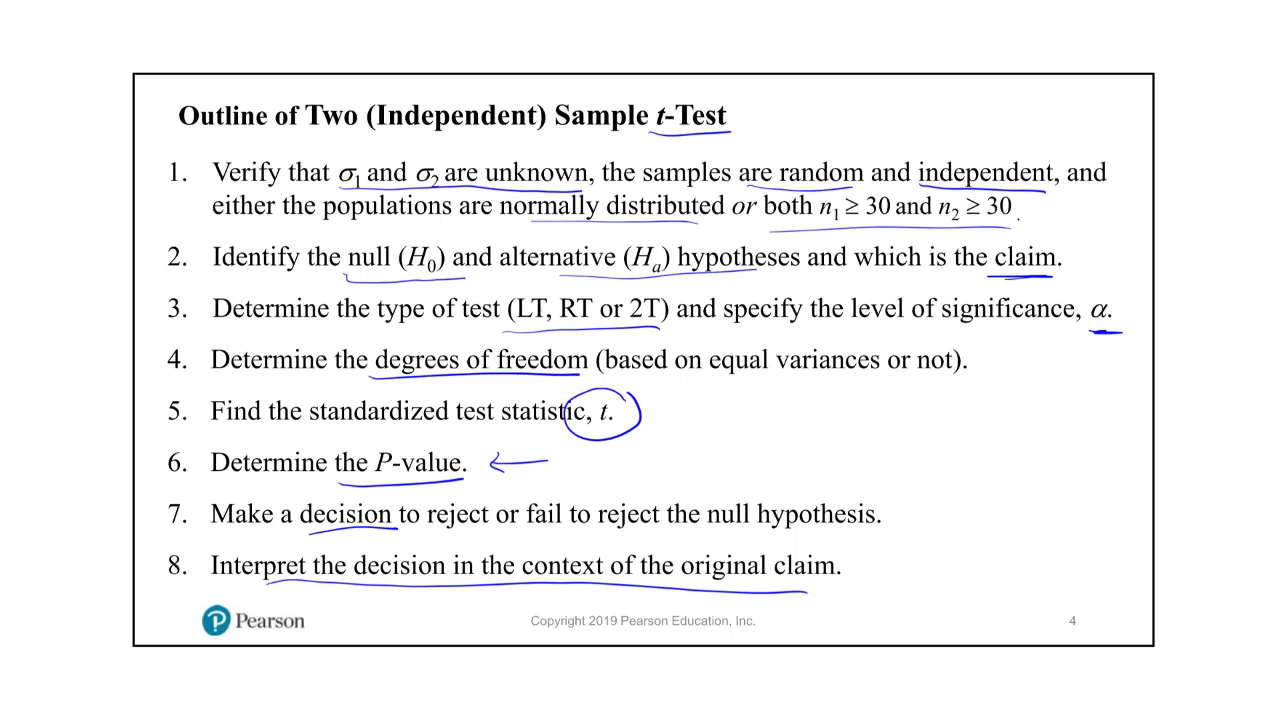 Outline of Two (Independent) Sample t-Test
1. Verify that σ1 and σ2 are unknown, the samples are random and independent, and
either the populations are normally distributed or both n1 ≥ 30 and n2 ≥ 30 .
2. Identify the null (H0) and alternative (Ha) hypotheses and which is the claim.
3. Determine the type of test (LT, RT or 2T) and specify the level of significance, α.
4. Determine the degrees of freedom (based on equal variances or not).
5. Find the standardized test statistic, t.
6. Determine the P-value.
7. Make a decision to reject or fail to reject the null hypothesis.
8. Interpret the decision in the context of the original claim.
P Pearson
Copyright 2019 Pearson Education, Inc.
4